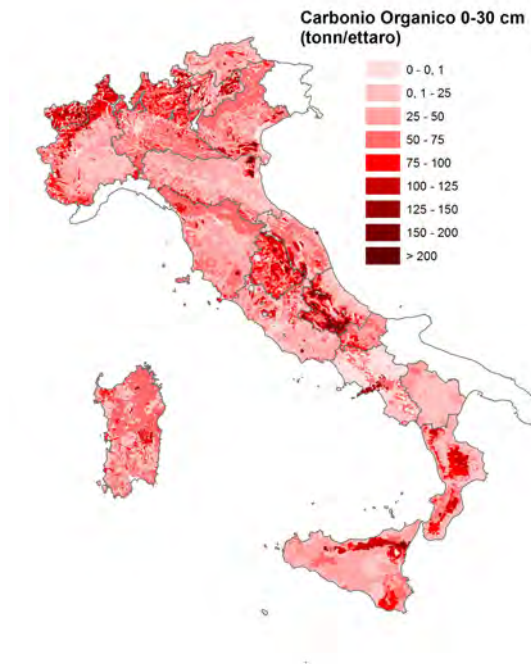 Carbonio Organico 0-30 cm
(tonn/ettaro)
0 - 0, 1
0, 1 - 25
25 - 50
50 - 75
75 - 100
100 - 125
125 - 150
150 - 200
> 200